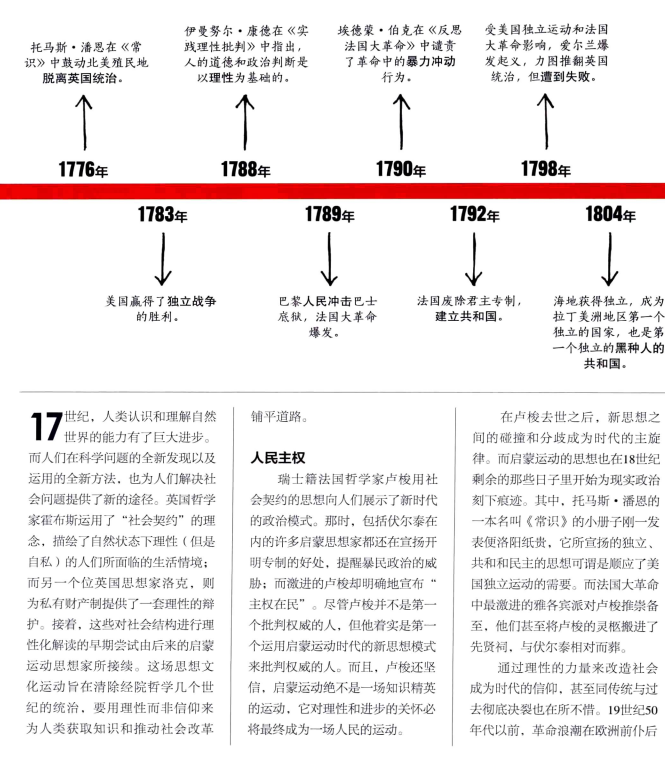 托马斯·潘恩在《常
识》中鼓动北美殖民地
脱离英国统治。
伊曼努尔·康德在《实
践理性批判》中指出，
人的道德和政治判断是
以理性为基础的。
埃德蒙·伯克在《反思
法国大革命》中谴责
了革命中的暴力冲动
行为。
受美国独立运动和法国
大革命影响，爱尔兰爆
发起义，力图推翻英国
统治，但遭到失败。
1776年
1788年
1790年
1798年
1783年
1789年
1792年
1804年
美国赢得了独立战争
的胜利。
巴黎人民冲击巴士
底狱，法国大革命
爆发。
法国废除君主专制，
建立共和国。
海地获得独立，成为
拉丁美洲地区第一个
独立的国家，也是第
一个独立的黑种人的
共和国。
17世纪，人类认识和理解自然
世界的能力有了巨大进步。
而人们在科学问题的全新发现以及
运用的全新方法，也为人们解决社
会问题提供了新的途径。英国哲学
家霍布斯运用了“社会契约”的理
念，描绘了自然状态下理性（但是
自私）的人们所面临的生活情境；
而另一个位英国思想家洛克，则
为私有财产制提供了一套理性的辩
护。接着，这些对社会结构进行理
性化解读的早期尝试由后来的启蒙
运动思想家所接续。这场思想文
化运动旨在清除经院哲学几个世
纪的统治，要用理性而非信仰来
为人类获取知识和推动社会改革
铺平道路。
人民主权
瑞士籍法国哲学家卢梭用社
会契约的思想向人们展示了新时代
的政治模式。那时，包括伏尔泰在
内的许多启蒙思想家都还在宣扬开
明专制的好处，提醒暴民政治的威
胁；而激进的卢梭却明确地宣布“
主权在民”。尽管卢梭并不是第一
个批判权威的人，但他着实是第一
个运用启蒙运动时代的新思想模式
来批判权威的人。而且，卢梭还坚
信，启蒙运动绝不是一场知识精英
的运动，它对理性和进步的关怀必
将最终成为一场人民的运动。
在卢梭去世之后，新思想之
间的碰撞和分歧成为时代的主旋
律。而启蒙运动的思想也在18世纪
剩余的那些日子里开始为现实政治
刻下痕迹。其中，托马斯·潘恩的
一本名叫《常识》的小册子刚一发
表便洛阳纸贵，它所宣扬的独立、
共和和民主的思想可谓是顺应了美
国独立运动的需要。而法国大革命
中最激进的雅各宾派对卢梭推崇备
至，他们甚至将卢梭的灵柩搬进了
先贤祠，与伏尔泰相对而葬。
通过理性的力量来改造社会
成为时代的信仰，甚至同传统与过
去彻底决裂也在所不惜。19世纪50
年代以前，革命浪潮在欧洲前仆后